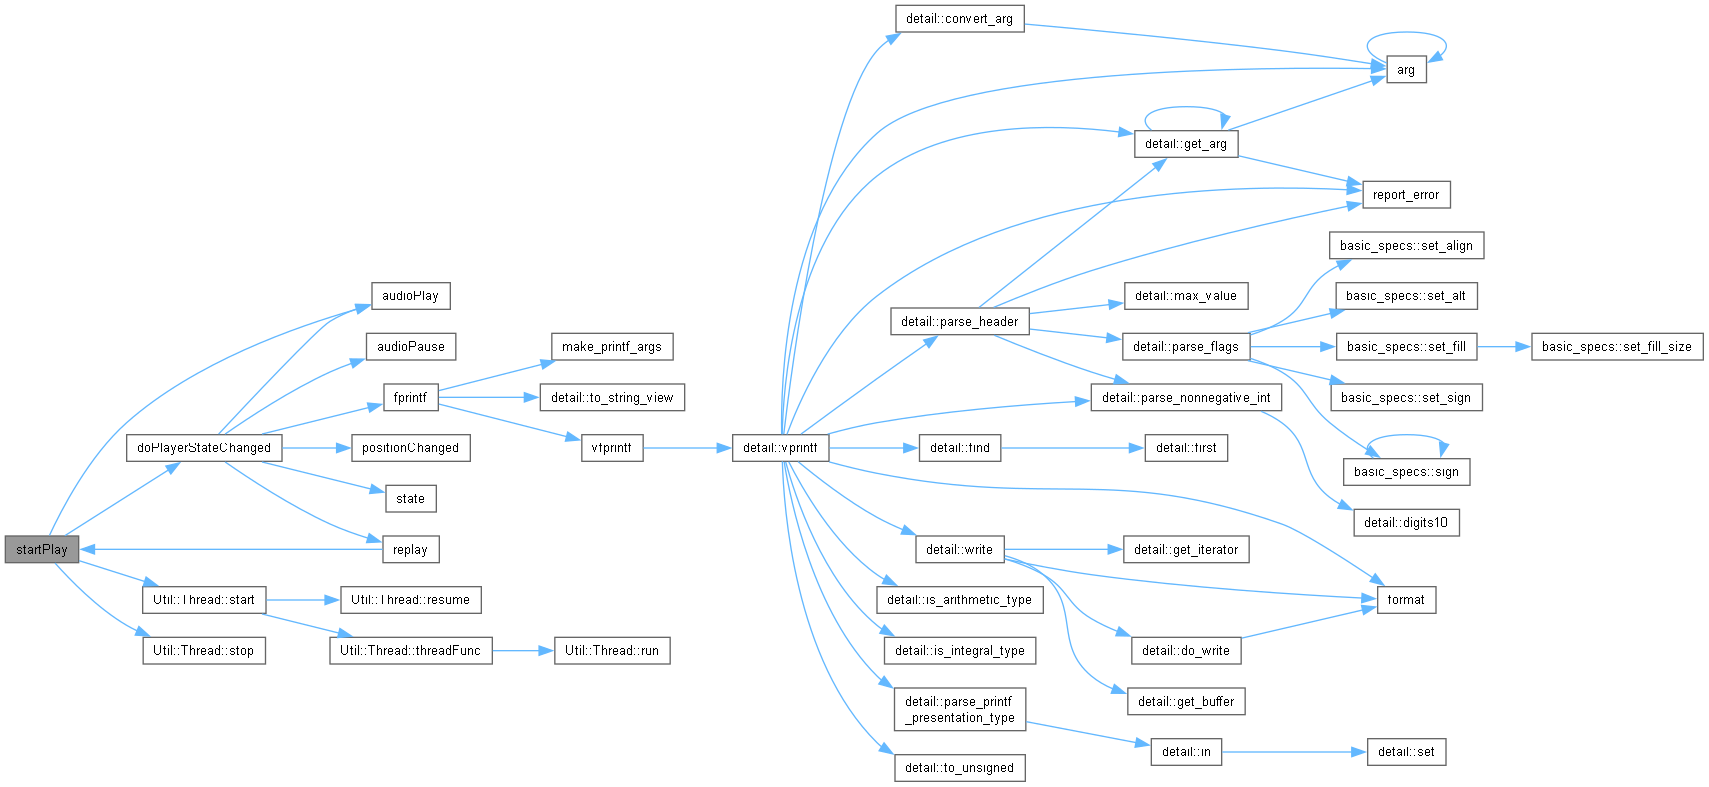 detail::convert_arg
arg
detail::get_arg
report_error
basic_specs::set_align
audioPlay
detail::max_value
basic_specs::set_alt
detail::parse_header
audioPause
make_printf_args
detail::parse_flags
basic_specs::set_fill
basic_specs::set_fill_size
fprintf
detail::to_string_view
detail::parse_nonnegative_int
basic_specs::set_sign
doPlayerStateChanged
positionChanged
vfprintf
detail::vprintf
detail::find
detail::first
basic_specs::sign
state
detail::digits10
startPlay
replay
detail::write
detail::get_iterator
Util::Thread::start
Util::Thread::resume
detail::is_arithmetic_type
format
Util::Thread::stop
Util::Thread::threadFunc
Util::Thread::run
detail::is_integral_type
detail::do_write
detail::parse_printf
_presentation_type
detail::get_buffer
detail::in
detail::set
detail::to_unsigned